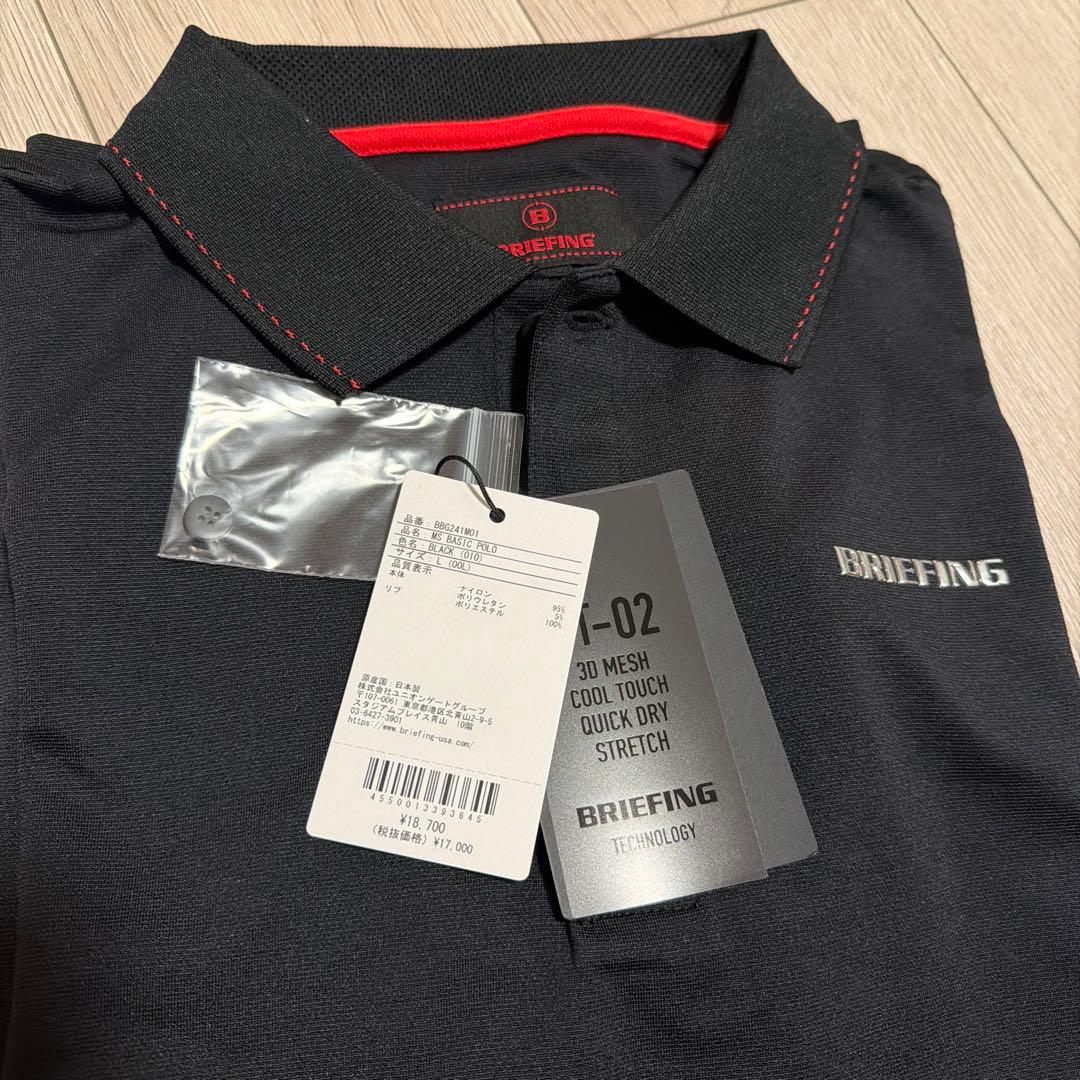 B
BRIEFING
BRIEFING
品番:BBG241M01
品名:MS BASIC POLO
色名:BLACK (010)
サイズ:L (00L)
品質表示
本体
ナイロン 95%
ポリウレタン 5%
リブ ポリエステル 100%
原産国:日本製
株式会社ユニオンゲートグループ
〒107-0061 東京都港区北青山2-9-5
スタジアムプレイス青山 10階
03-6427-3901
https://www.briefing-usa.com/
4550013393645
¥18,700
(税抜価格) ¥17,000
T-02
3D MESH
COOL TOUCH
QUICK DRY
STRETCH
BRIEFING
TECHNOLOGY